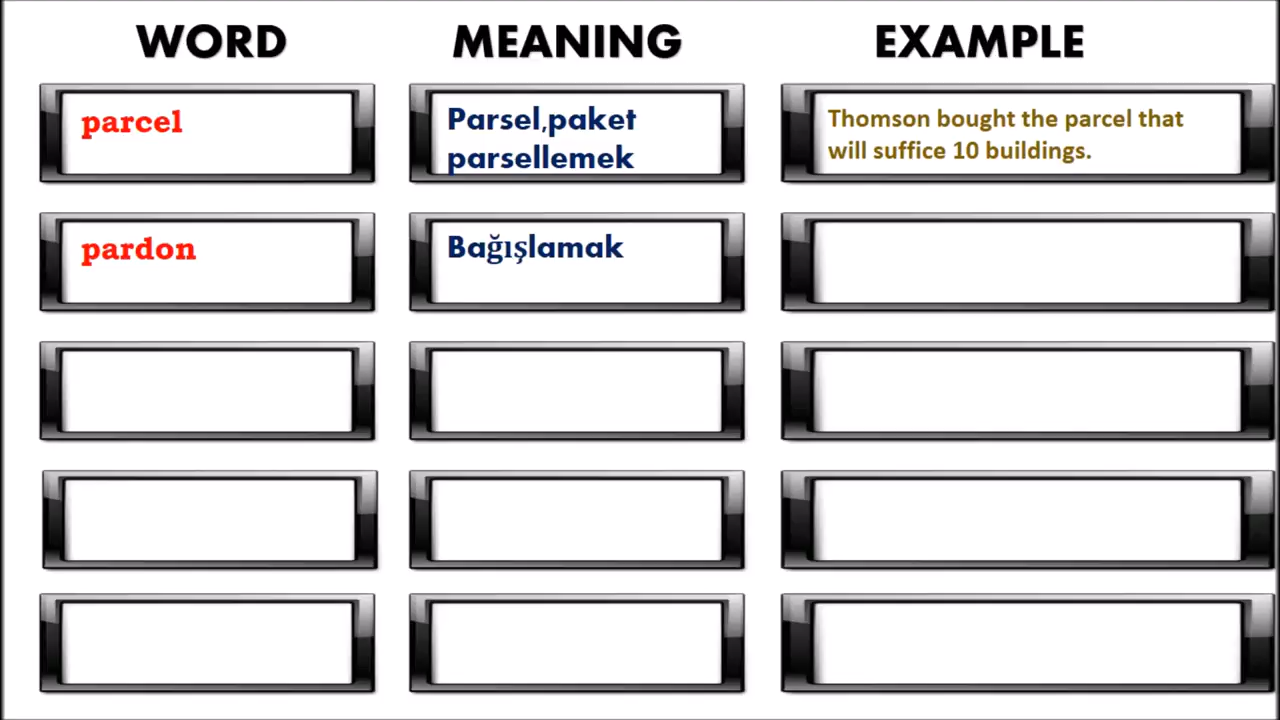 WORD MEANING EXAMPLE
parcel
Parsel,paket
parsellemek
Thomson bought the parcel that
will suffice 10 buildings.
pardon
Bağışlamak